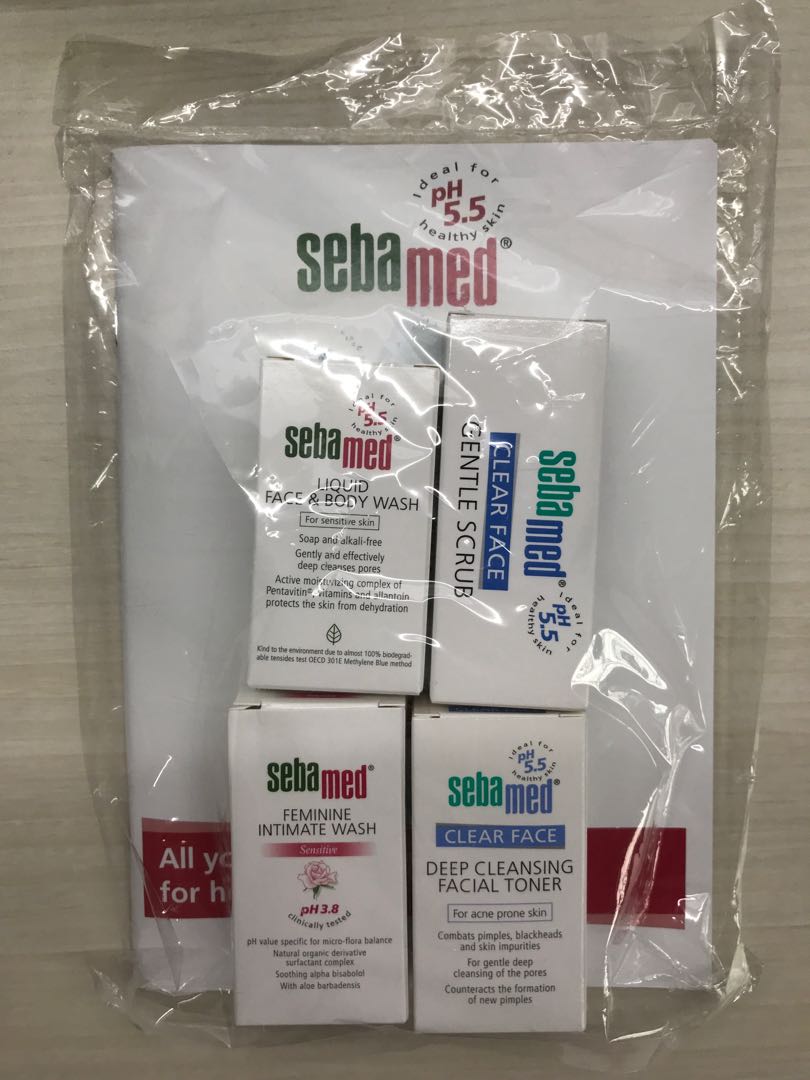 Ideal for
pH
5.5
healthy skin
sebamed®
Ideal for
pH
5.5
healthy skin
sebamed®
LIQUID
FACE & BODY WASH
For sensitive skin
Soap and alkali-free
Gently and effectively
deep cleanses pores
Active moisturizing complex of
Pentavitin®, vitamins and allantoin
protects the skin from dehydration
Kind to the environment due to almost 100% biodegrad-
able tensides test OECD 301E Methylene Blue method
sebamed®
Ideal for
pH
5.5
healthy skin
CLEAR FACE
GENTLE SCRUB
sebamed®
FEMININE
INTIMATE WASH
Sensitive
pH 3.8
clinically tested
pH value specific for micro-flora balance
Natural organic derivative
surfactant complex
Soothing alpha bisabolol
With aloe barbadensis
Ideal for
pH
5.5
healthy skin
sebamed®
CLEAR FACE
DEEP CLEANSING
FACIAL TONER
For acne prone skin
Combats pimples, blackheads
and skin impurities
For gentle deep
cleansing of the pores
Counteracts the formation
of new pimples
All
for